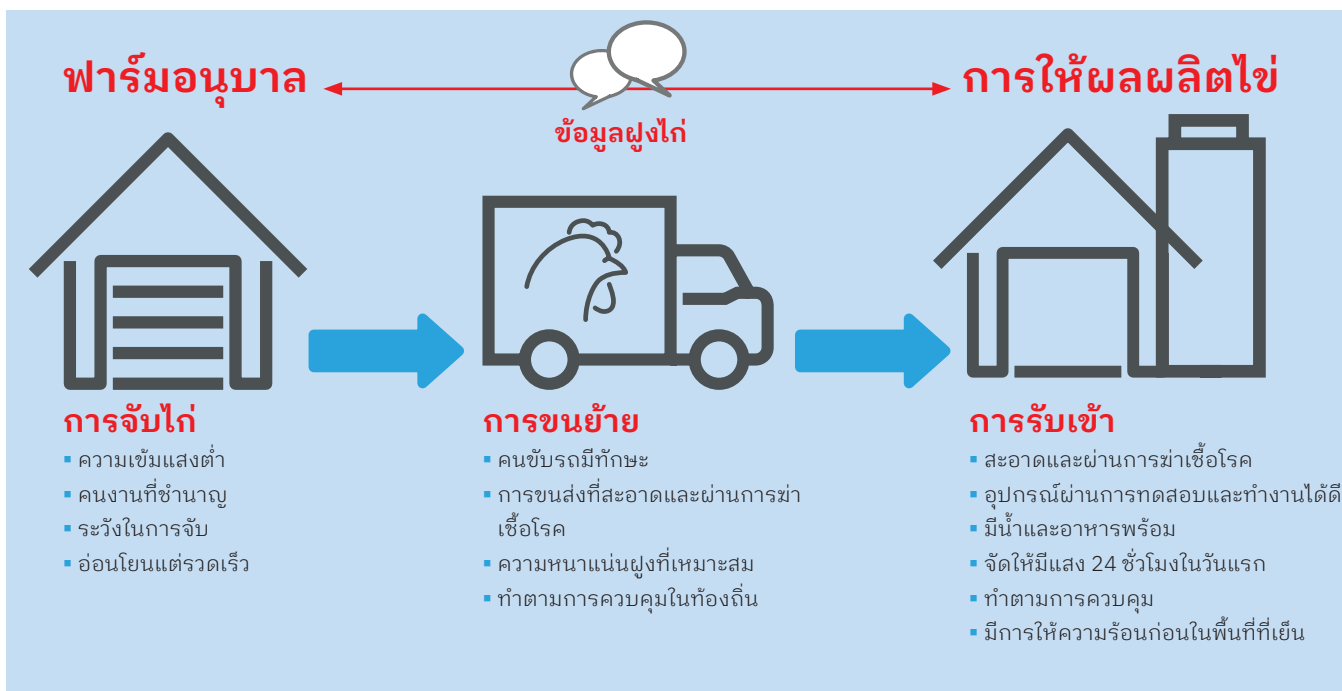 ฟาร์มอนุบาล
ข้อมูลฝูงไก่
การให้ผลผลิตไข่
การจับไก่
▪ ความเข้มแสงต่ำ
▪ คนงานที่ชำนาญ
▪ ระวังในการจับ
▪ อ่อนโยนแต่รวดเร็ว
การขนย้าย
▪ คนขับรถมีทักษะ
▪ การขนส่งที่สะอาดและผ่านการฆ่า
เชื้อโรค
▪ ความหนาแน่นฝูงที่เหมาะสม
▪ ทำตามการควบคุมในท้องถิ่น
การรับเข้า
▪ สะอาดและผ่านการฆ่าเชื้อโรค
▪ อุปกรณ์ผ่านการทดสอบและทำงานได้ดี
▪ มีน้ำและอาหารพร้อม
▪ จัดให้มีแสง 24 ชั่วโมงในวันแรก
▪ ทำตามการควบคุม
▪ มีการให้ความร้อนก่อนในพื้นที่ที่เย็น